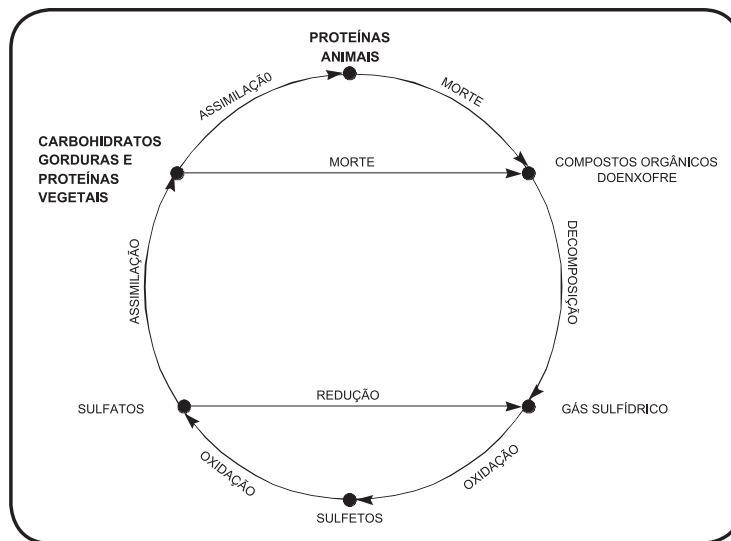 PROTEÍNAS
ANIMAIS
ASSIMILAÇÃ0
MORTE
CARBOHIDRATOS
GORDURAS E
PROTEÍNAS
VEGETAIS
MORTE
COMPOSTOS ORGÂNICOS
DOENXOFRE
ASSIMILAÇÃO
DECOMPOSIÇÃO
SULFATOS
REDUÇÃO
GÁS SULFÍDRICO
OXIDAÇÃO
OXIDAÇÃO
SULFETOS